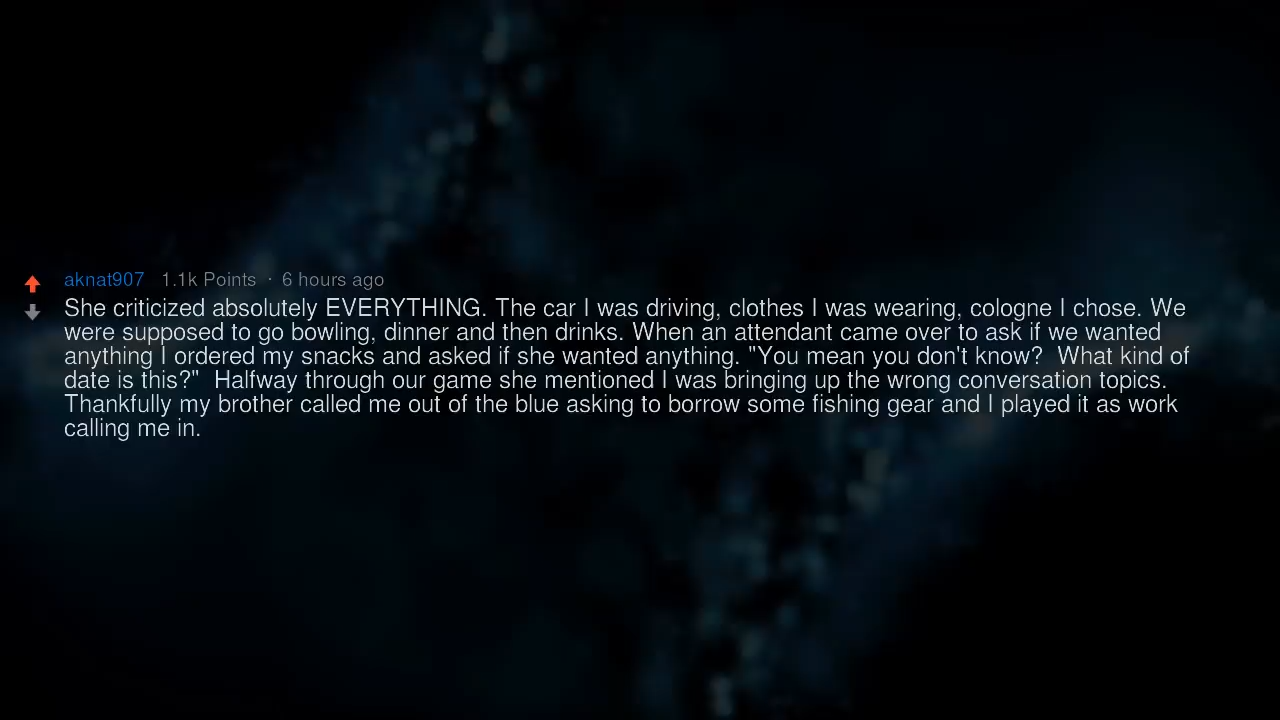 aknat907 1.1k Points · 6 hours ago
She criticized absolutely EVERYTHING. The car I was driving, clothes I was wearing, cologne I chose. We
were supposed to go bowling, dinner and then drinks. When an attendant came over to ask if we wanted
anything I ordered my snacks and asked if she wanted anything. "You mean you don't know?  What kind of
date is this?"  Halfway through our game she mentioned I was bringing up the wrong conversation topics.
Thankfully my brother called me out of the blue asking to borrow some fishing gear and I played it as work
calling me in.